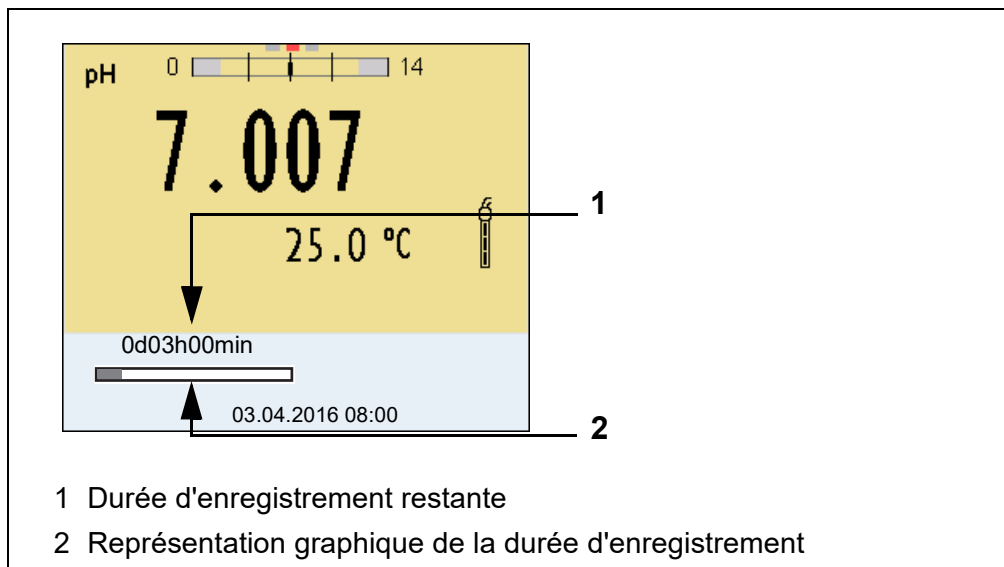 pH 0 14
7.007
1
25.0 °C
0d03h00min
03.04.2016 08:00
2
1 Durée d'enregistrement restante
2 Représentation graphique de la durée d'enregistrement